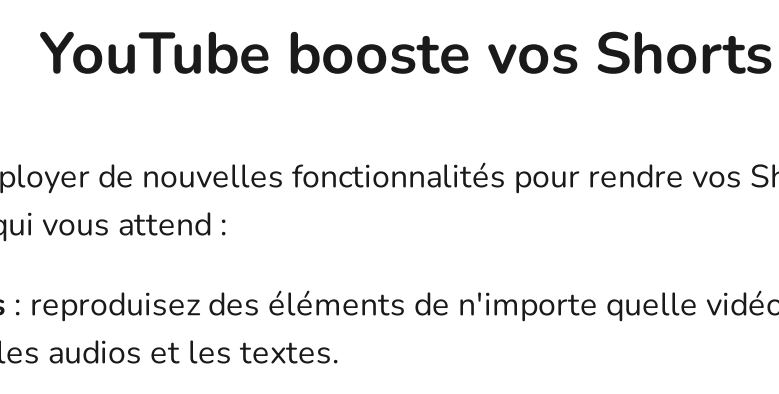 YouTube booste vos Shorts
ployer de nouvelles fonctionnalités pour rendre vos Sh
qui vous attend :
s : reproduisez des éléments de n'importe quelle vidéo
les audios et les textes.